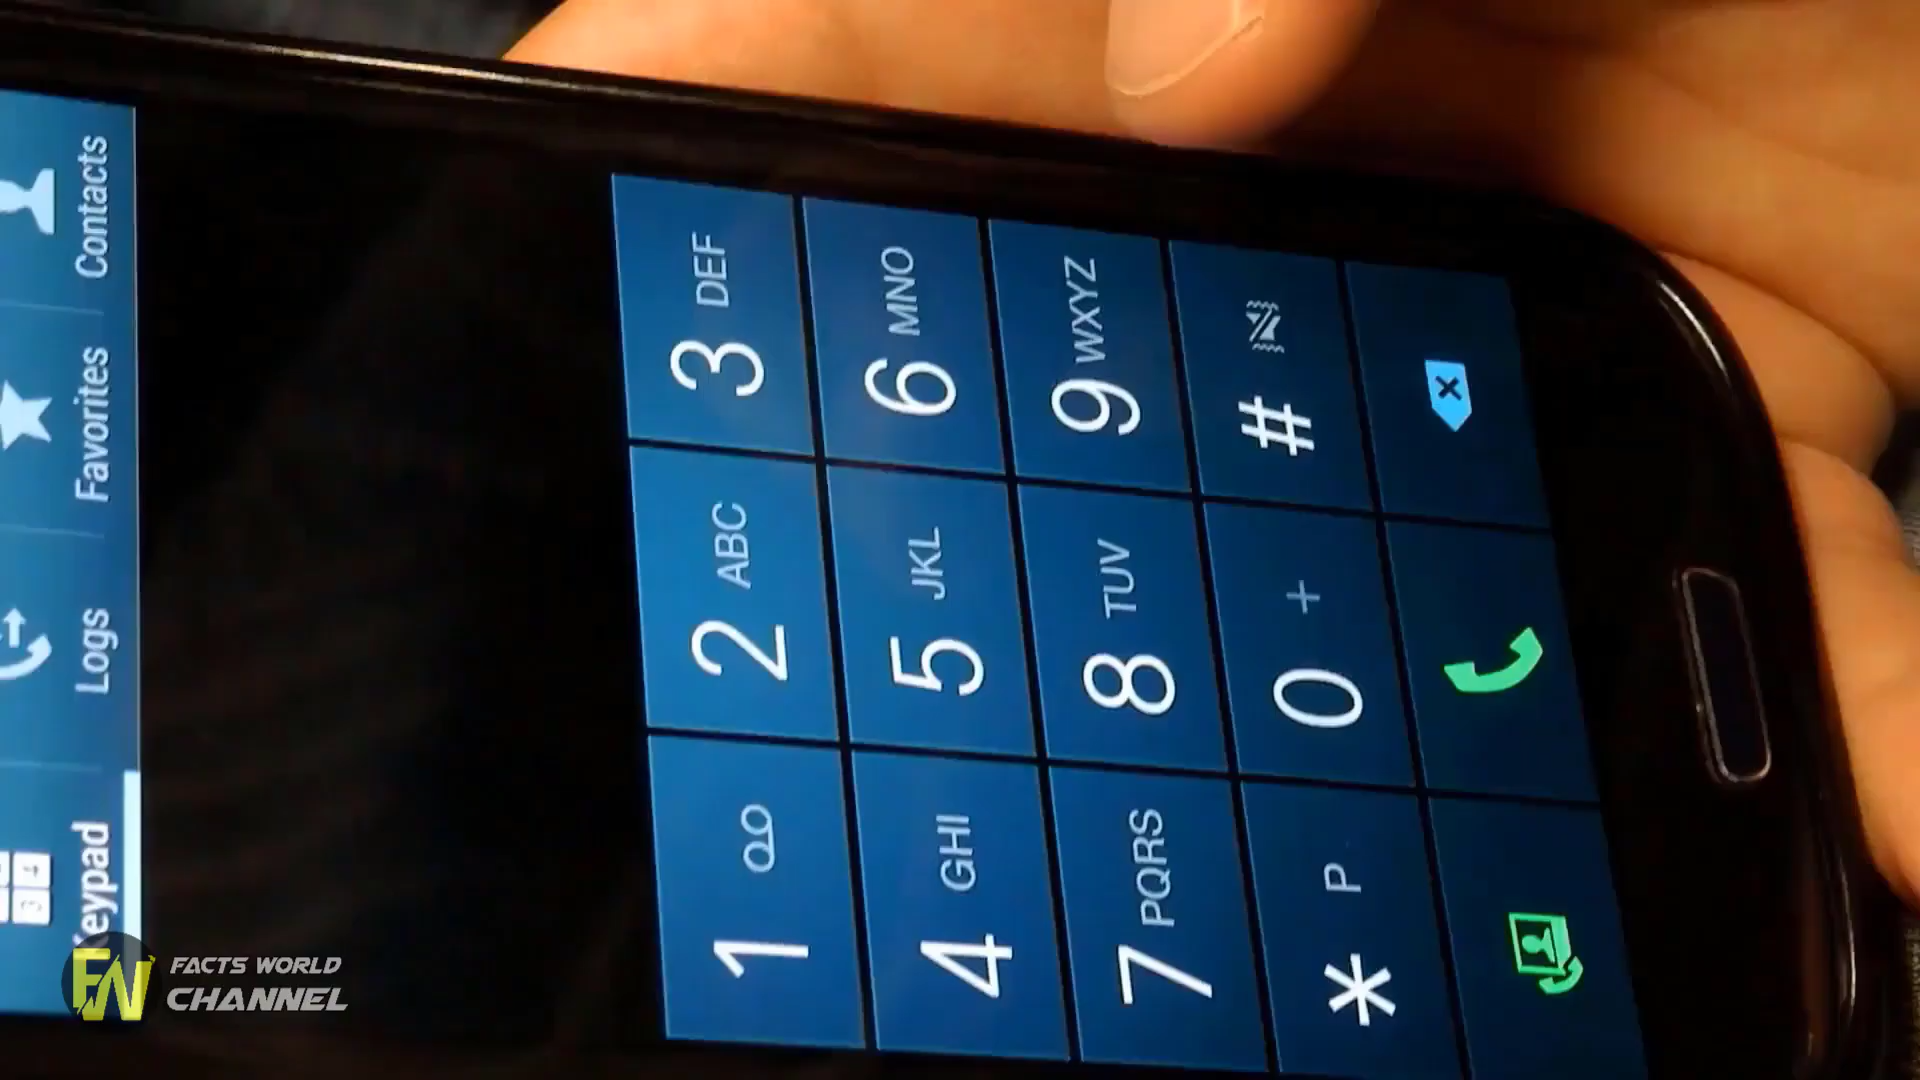 Keypad
Logs
Favorites
Contacts
1
2 ABC
3 DEF
4 GHI
5 JKL
6 MNO
7 PQRS
8 TUV
9 WXYZ
* P
0 +
#
FW FACTS WORLD
CHANNEL